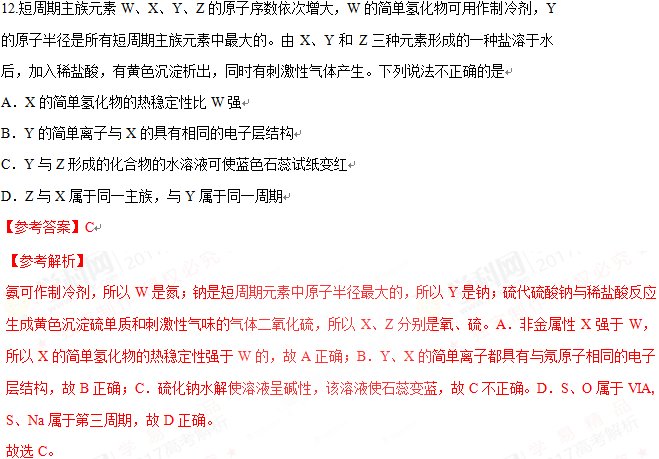 12.短周期主族元素 W、X、Y、Z 的原子序数依次增大，W 的简单氢化物可用作制冷剂，Y
的原子半径是所有短周期主族元素中最大的。由 X、Y 和 Z 三种元素形成的一种盐溶于水
后，加入稀盐酸，有黄色沉淀析出，同时有刺激性气体产生。下列说法不正确的是
A．X 的简单氢化物的热稳定性比 W 强
B．Y 的简单离子与 X 的具有相同的电子层结构
C．Y 与 Z 形成的化合物的水溶液可使蓝色石蕊试纸变红
D．Z 与 X 属于同一主族，与 Y 属于同一周期
【参考答案】C
【参考解析】
氨可作制冷剂，所以 W 是氮；钠是短周期元素中原子半径最大的，所以 Y 是钠；硫代硫酸钠与稀盐酸反应
生成黄色沉淀硫单质和刺激性气味的气体二氧化硫，所以 X、Z 分别是氧、硫。A．非金属性 X 强于 W，
所以 X 的简单氢化物的热稳定性强于 W 的，故 A 正确；B．Y、X 的简单离子都具有与氖原子相同的电子
层结构，故 B 正确；C．硫化钠水解使溶液呈碱性，该溶液使石蕊变蓝，故 C 不正确。D．S、O 属于 VIA,
S、Na 属于第三周期，故 D 正确。
故选 C。